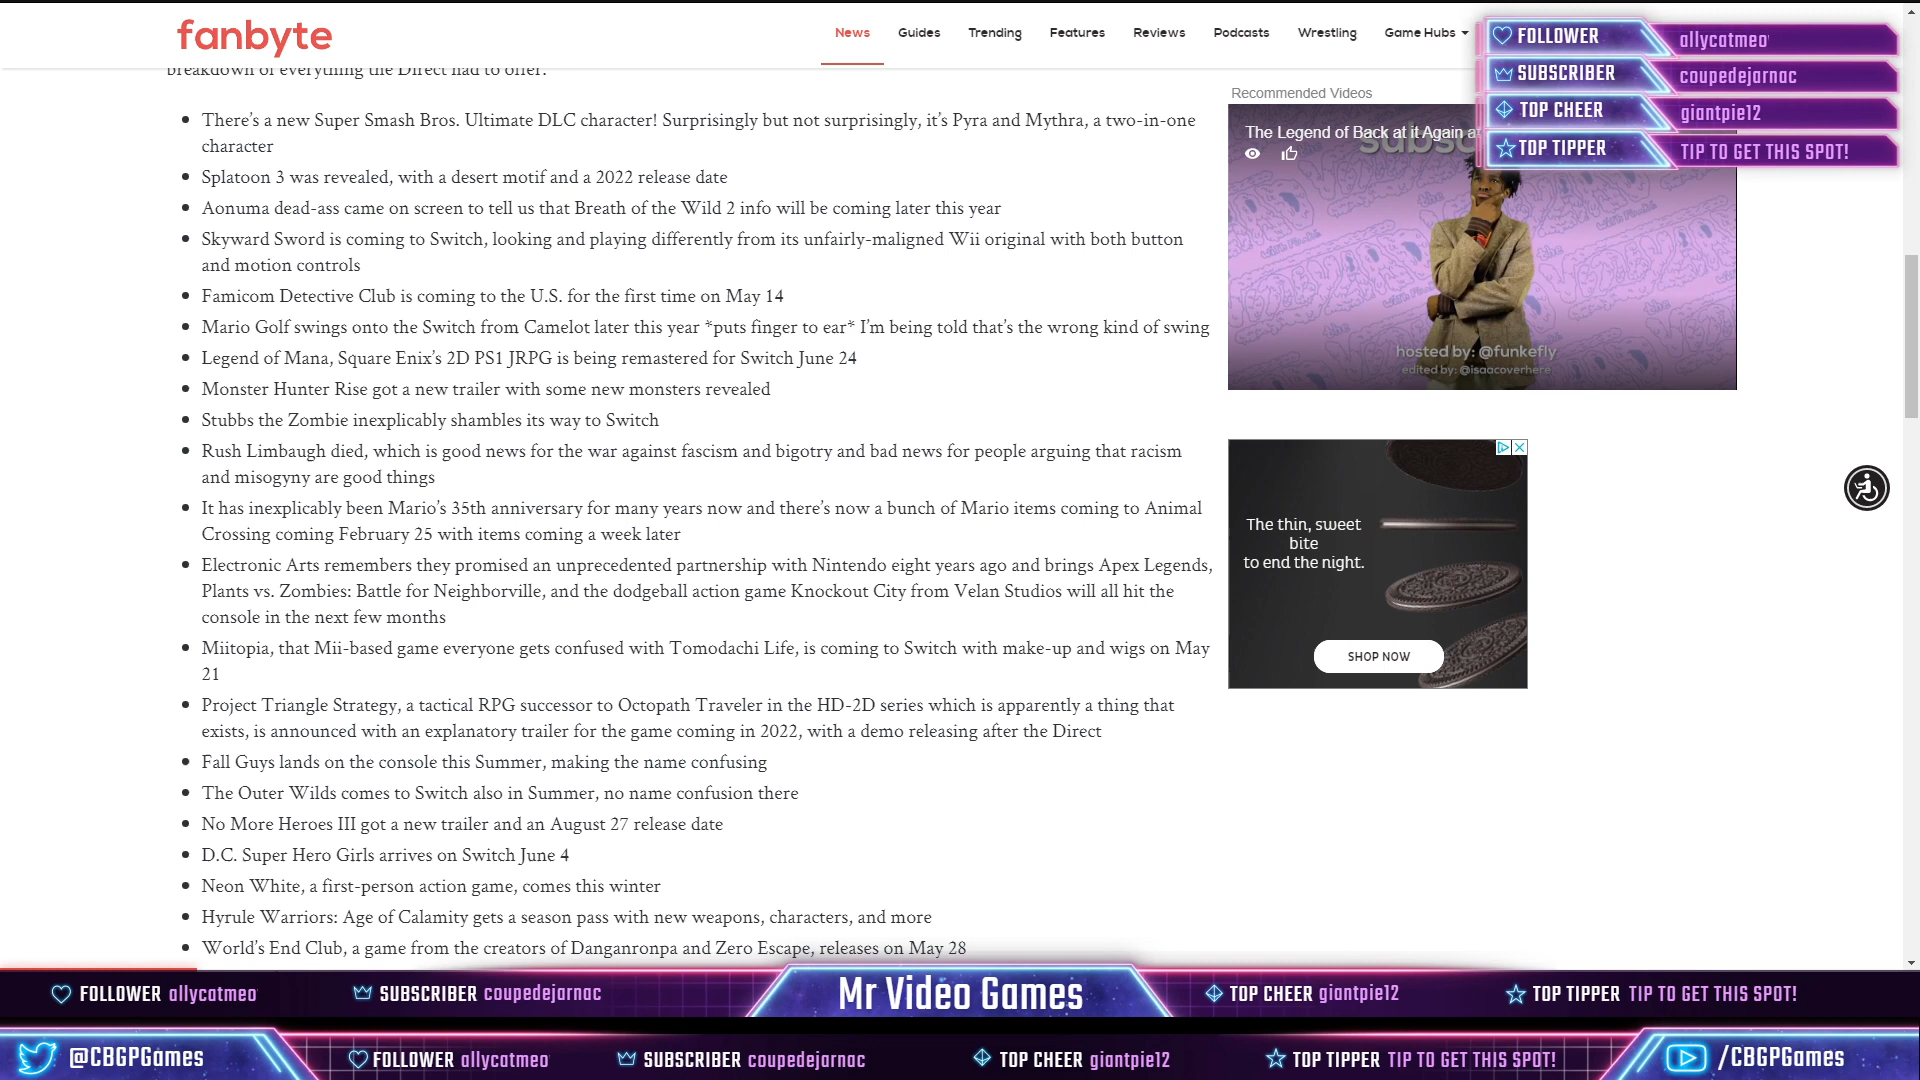 fanbyte
News Guides Trending Features Reviews Podcasts Wrestling Game Hubs
FOLLOWER allycatmeo
SUBSCRIBER coupedejarnac
TOP CHEER giantpie12
TOP TIPPER TIP TO GET THIS SPOT!
breakdown of everything the Direct had to offer.
• There's a new Super Smash Bros. Ultimate DLC character! Surprisingly but not surprisingly, it's Pyra and Mythra, a two-in-one
character
• Splatoon 3 was revealed, with a desert motif and a 2022 release date
• Aonuma dead-ass came on screen to tell us that Breath of the Wild 2 info will be coming later this year
• Skyward Sword is coming to Switch, looking and playing differently from its unfairly-maligned Wii original with both button
and motion controls
• Famicom Detective Club is coming to the U.S. for the first time on May 14
• Mario Golf swings onto the Switch from Camelot later this year *puts finger to ear* I'm being told that's the wrong kind of swing
• Legend of Mana, Square Enix's 2D PS1 JRPG is being remastered for Switch June 24
• Monster Hunter Rise got a new trailer with some new monsters revealed
• Stubbs the Zombie inexplicably shambles its way to Switch
• Rush Limbaugh died, which is good news for the war against fascism and bigotry and bad news for people arguing that racism
and misogyny are good things
• It has inexplicably been Mario's 35th anniversary for many years now and there's now a bunch of Mario items coming to Animal
Crossing coming February 25 with items coming a week later
• Electronic Arts remembers they promised an unprecedented partnership with Nintendo eight years ago and brings Apex Legends,
Plants vs. Zombies: Battle for Neighborville, and the dodgeball action game Knockout City from Velan Studios will all hit the
console in the next few months
• Miitopia, that Mii-based game everyone gets confused with Tomodachi Life, is coming to Switch with make-up and wigs on May
21
• Project Triangle Strategy, a tactical RPG successor to Octopath Traveler in the HD-2D series which is apparently a thing that
exists, is announced with an explanatory trailer for the game coming in 2022, with a demo releasing after the Direct
• Fall Guys lands on the console this Summer, making the name confusing
• The Outer Wilds comes to Switch also in Summer, no name confusion there
• No More Heroes III got a new trailer and an August 27 release date
• D.C. Super Hero Girls arrives on Switch June 4
• Neon White, a first-person action game, comes this winter
• Hyrule Warriors: Age of Calamity gets a season pass with new weapons, characters, and more
• World's End Club, a game from the creators of Danganronpa and Zero Escape, releases on May 28
Recommended Videos
The Legend of Back at it Again
hosted by: @funkefly
edited by: @isaacoverhere
The thin, sweet
bite
to end the night.
SHOP NOW
FOLLOWER allycatmeo SUBSCRIBER coupedejarnac Mr Video Games TOP CHEER giantpie12 TOP TIPPER TIP TO GET THIS SPOT!
@CBGPGames FOLLOWER allycatmeo SUBSCRIBER coupedejarnac TOP CHEER giantpie12 TOP TIPPER TIP TO GET THIS SPOT! /CBGPGames